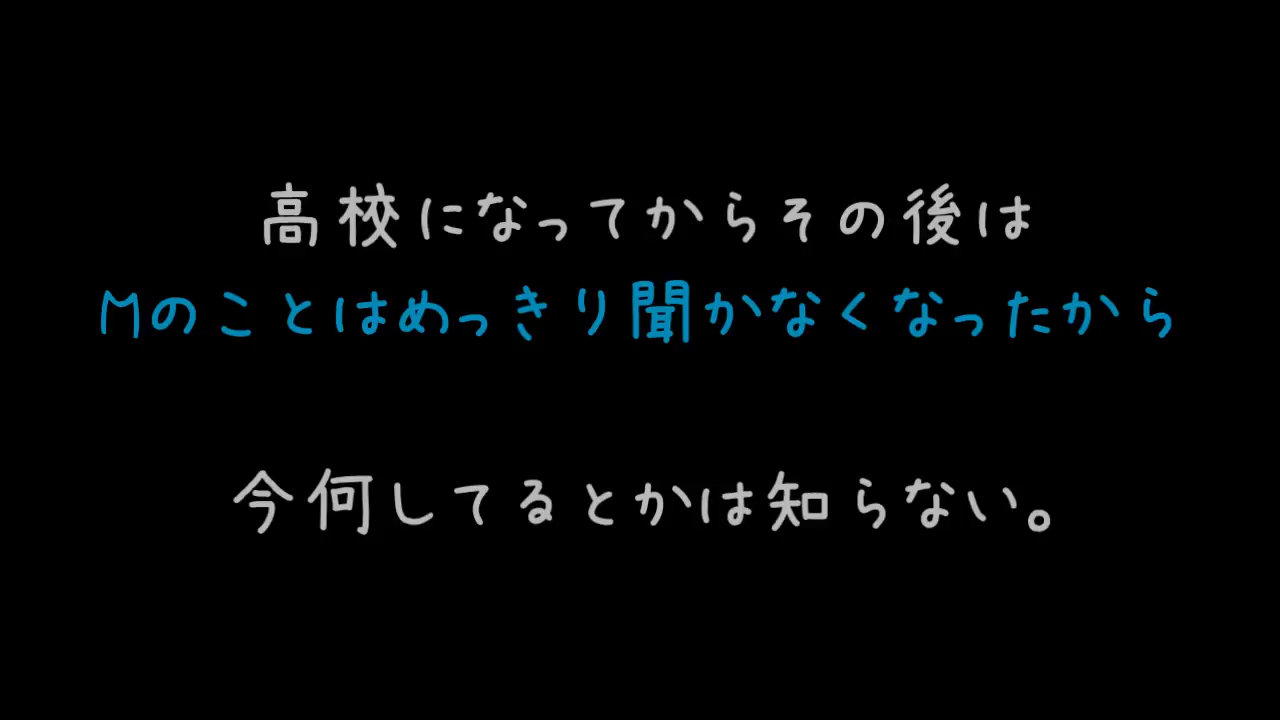 高校になってからその後は
Mのことはめっきり聞かなくなったから
今何してるとかは知らない。